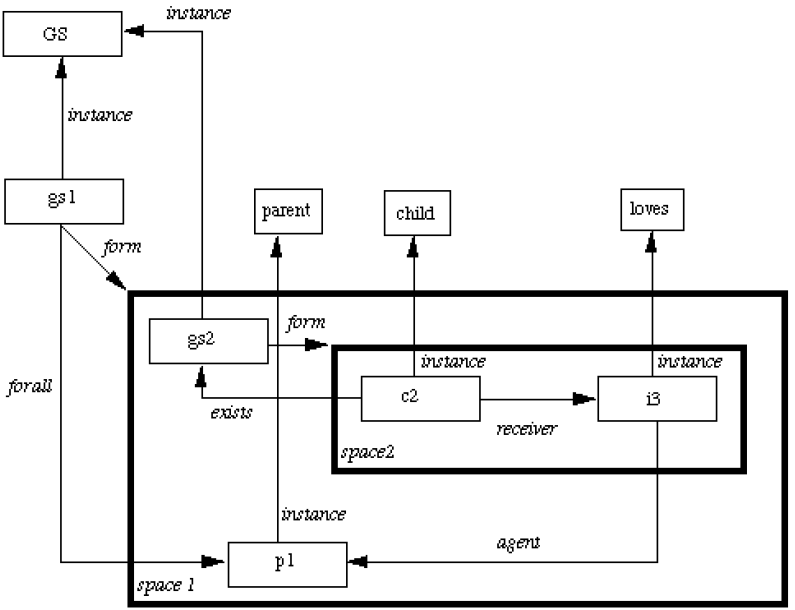 instance
GS
instance
gs1
parent
child
loves
form
gs2
form
instance
instance
forall
c2
i3
exists
receiver
space2
instance
agent
p1
space 1